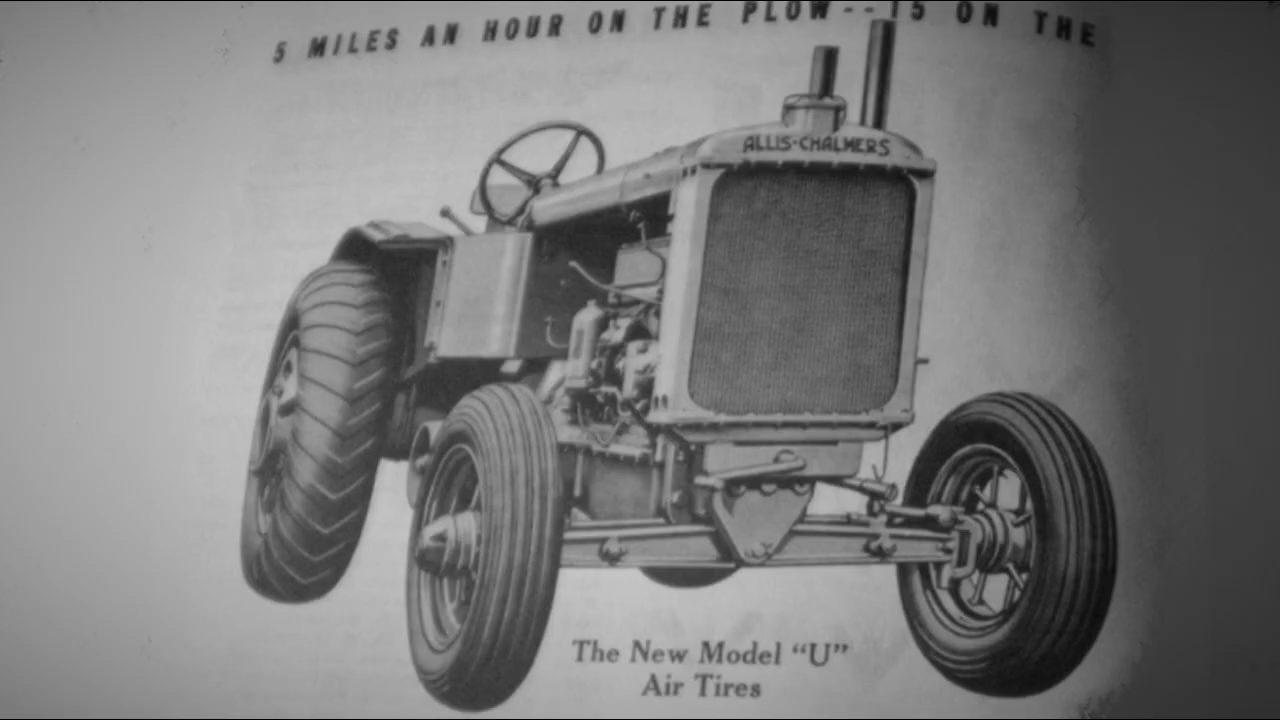 5 MILES AN HOUR ON THE PLOW--15 ON THE
ALLIS-CHALMERS
The New Model “U”
Air Tires